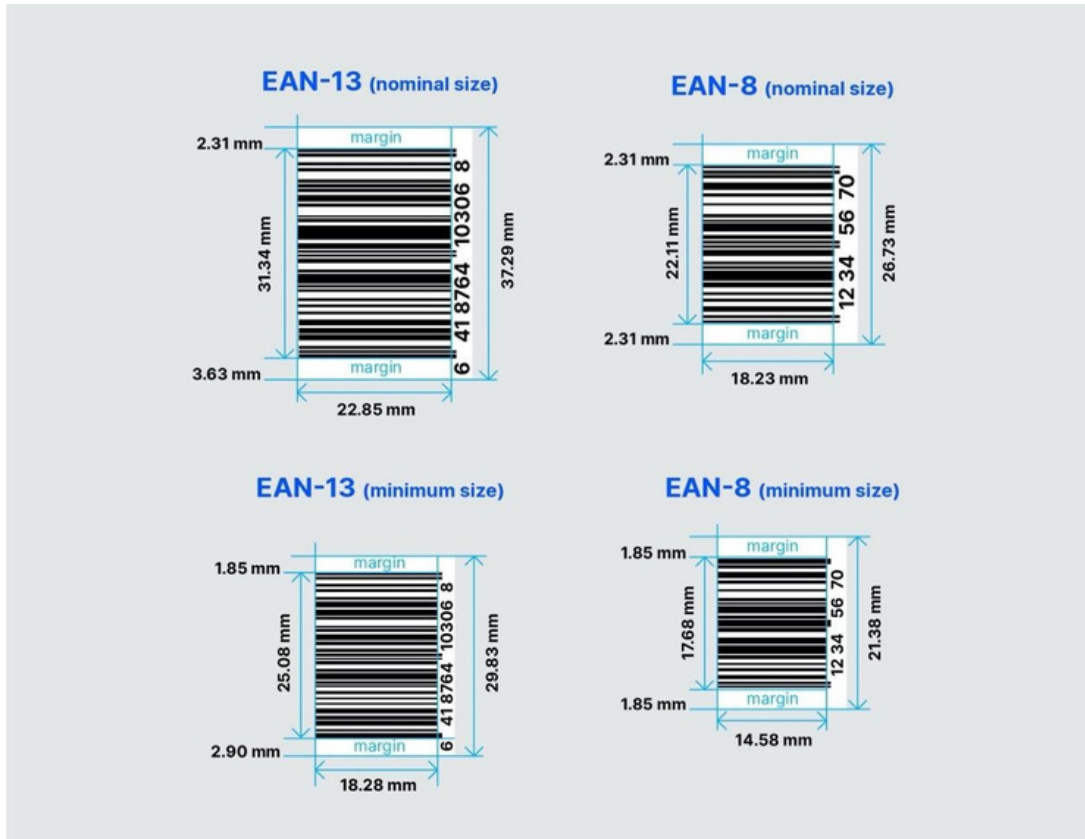 EAN-13 (nominal size)
margin
2.31 mm
31.34 mm
37.29 mm
6 41 8764 10306 8
3.63 mm
margin
22.85 mm
EAN-8 (nominal size)
margin
2.31 mm
22.11 mm
26.73 mm
12 34 56 70
2.31 mm
margin
18.23 mm
EAN-13 (minimum size)
margin
1.85 mm
25.08 mm
29.83 mm
6 41 8764 10306 8
2.90 mm
margin
18.28 mm
EAN-8 (minimum size)
margin
1.85 mm
17.68 mm
21.38 mm
12 34 56 70
1.85 mm
margin
14.58 mm